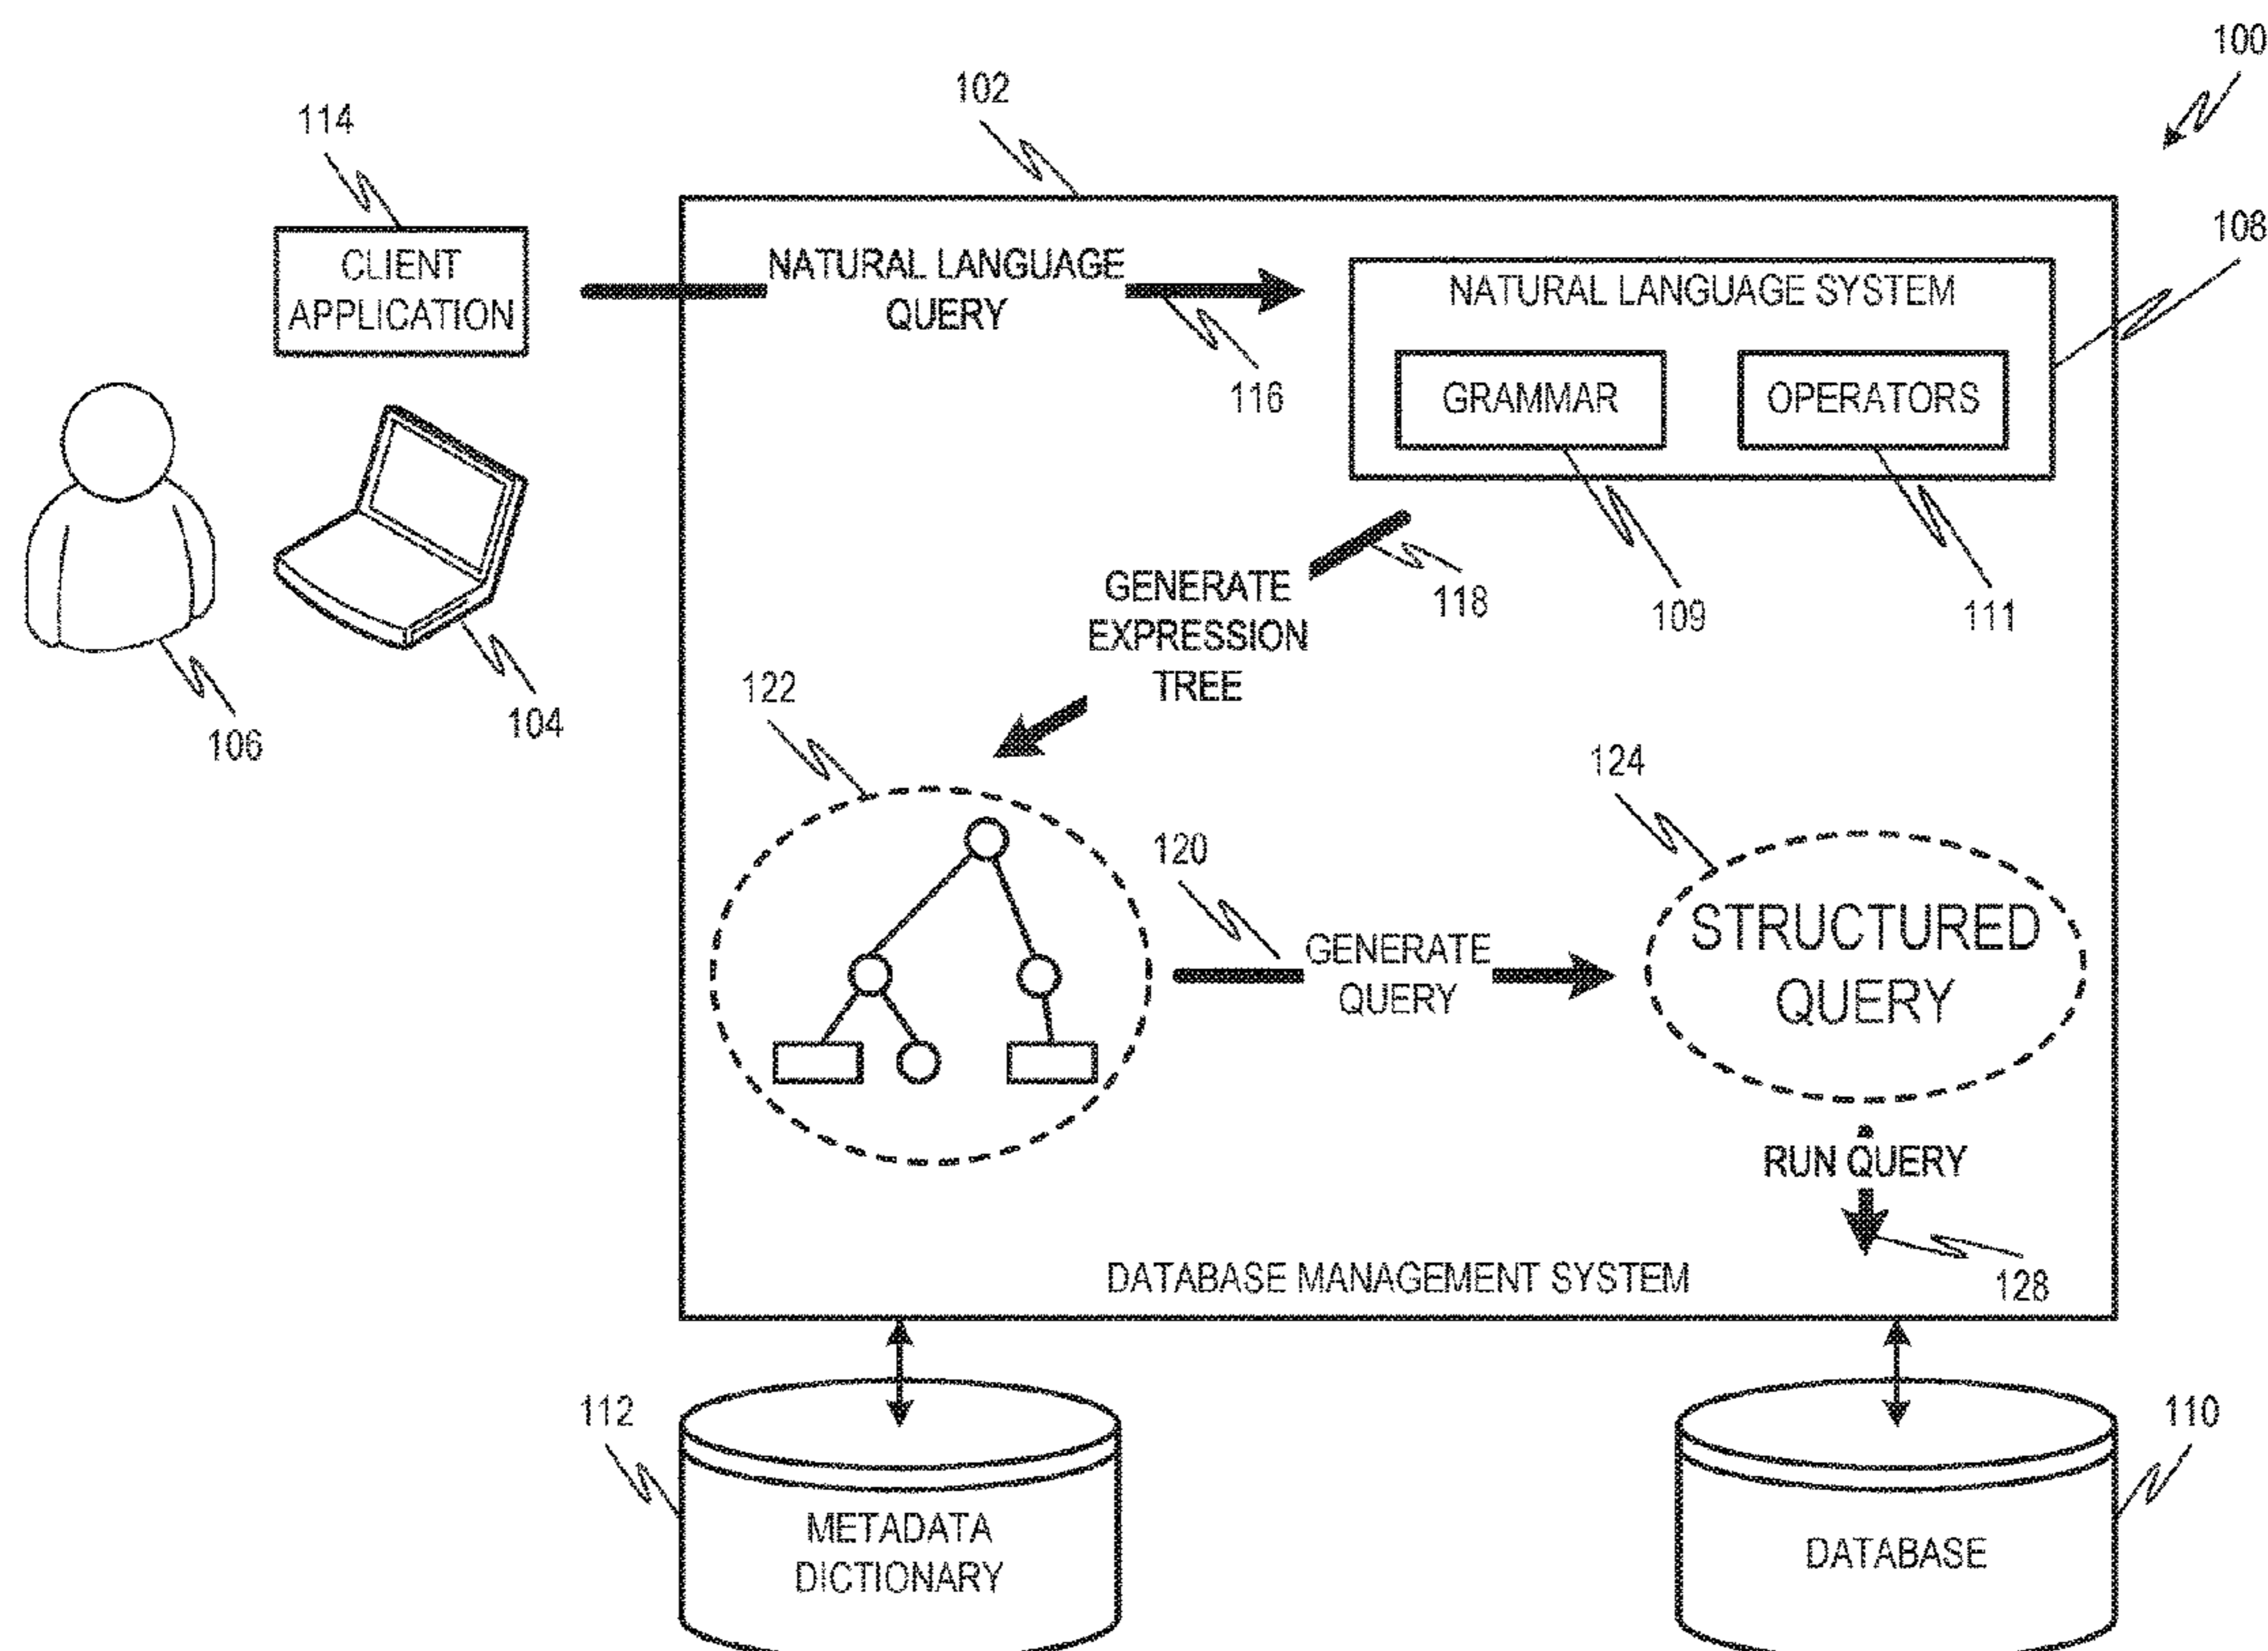 100
102
114
108
CLIENT
APPLICATION
NATURAL LANGUAGE
QUERY
116
NATURAL LANGUAGE SYSTEM
GRAMMAR
OPERATORS
109
111
118
GENERATE
EXPRESSION
TREE
106
104
122
124
120
GENERATE
QUERY
STRUCTURED
QUERY
RUN QUERY
128
DATABASE MANAGEMENT SYSTEM
112
METADATA
DICTIONARY
110
DATABASE